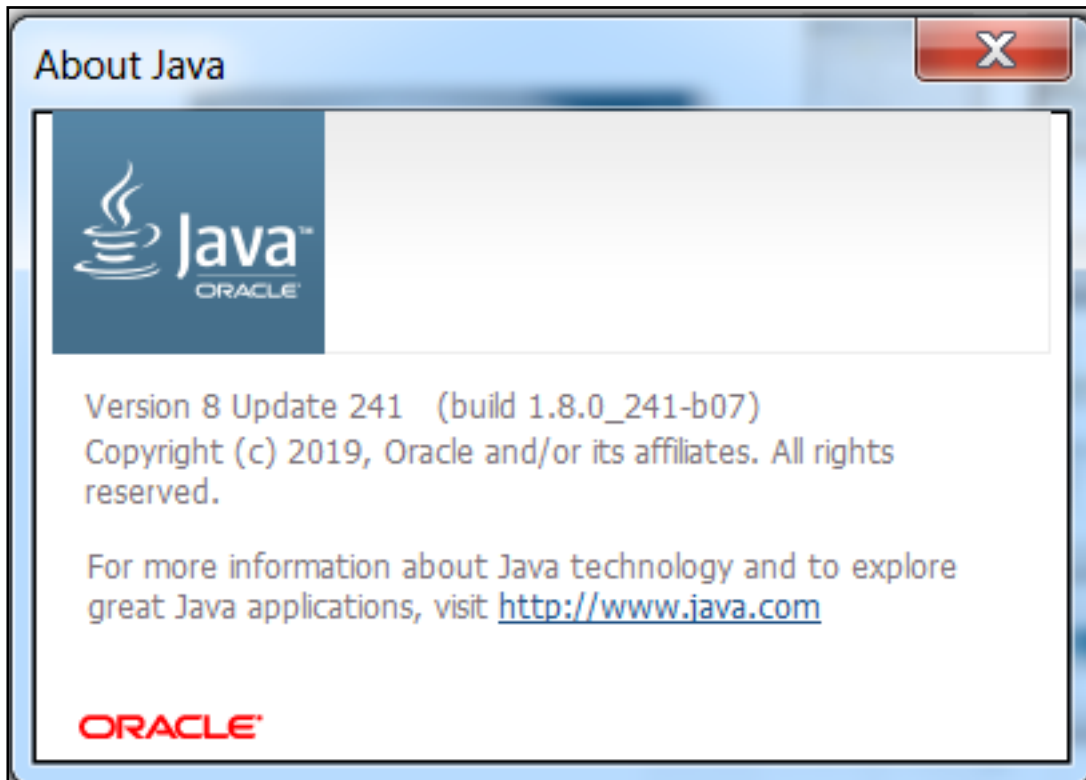 About Java
X
Java™
ORACLE
Version 8 Update 241 (build 1.8.0_241-b07)
Copyright (c) 2019, Oracle and/or its affiliates. All rights
reserved.
For more information about Java technology and to explore
great Java applications, visit http://www.java.com
ORACLE